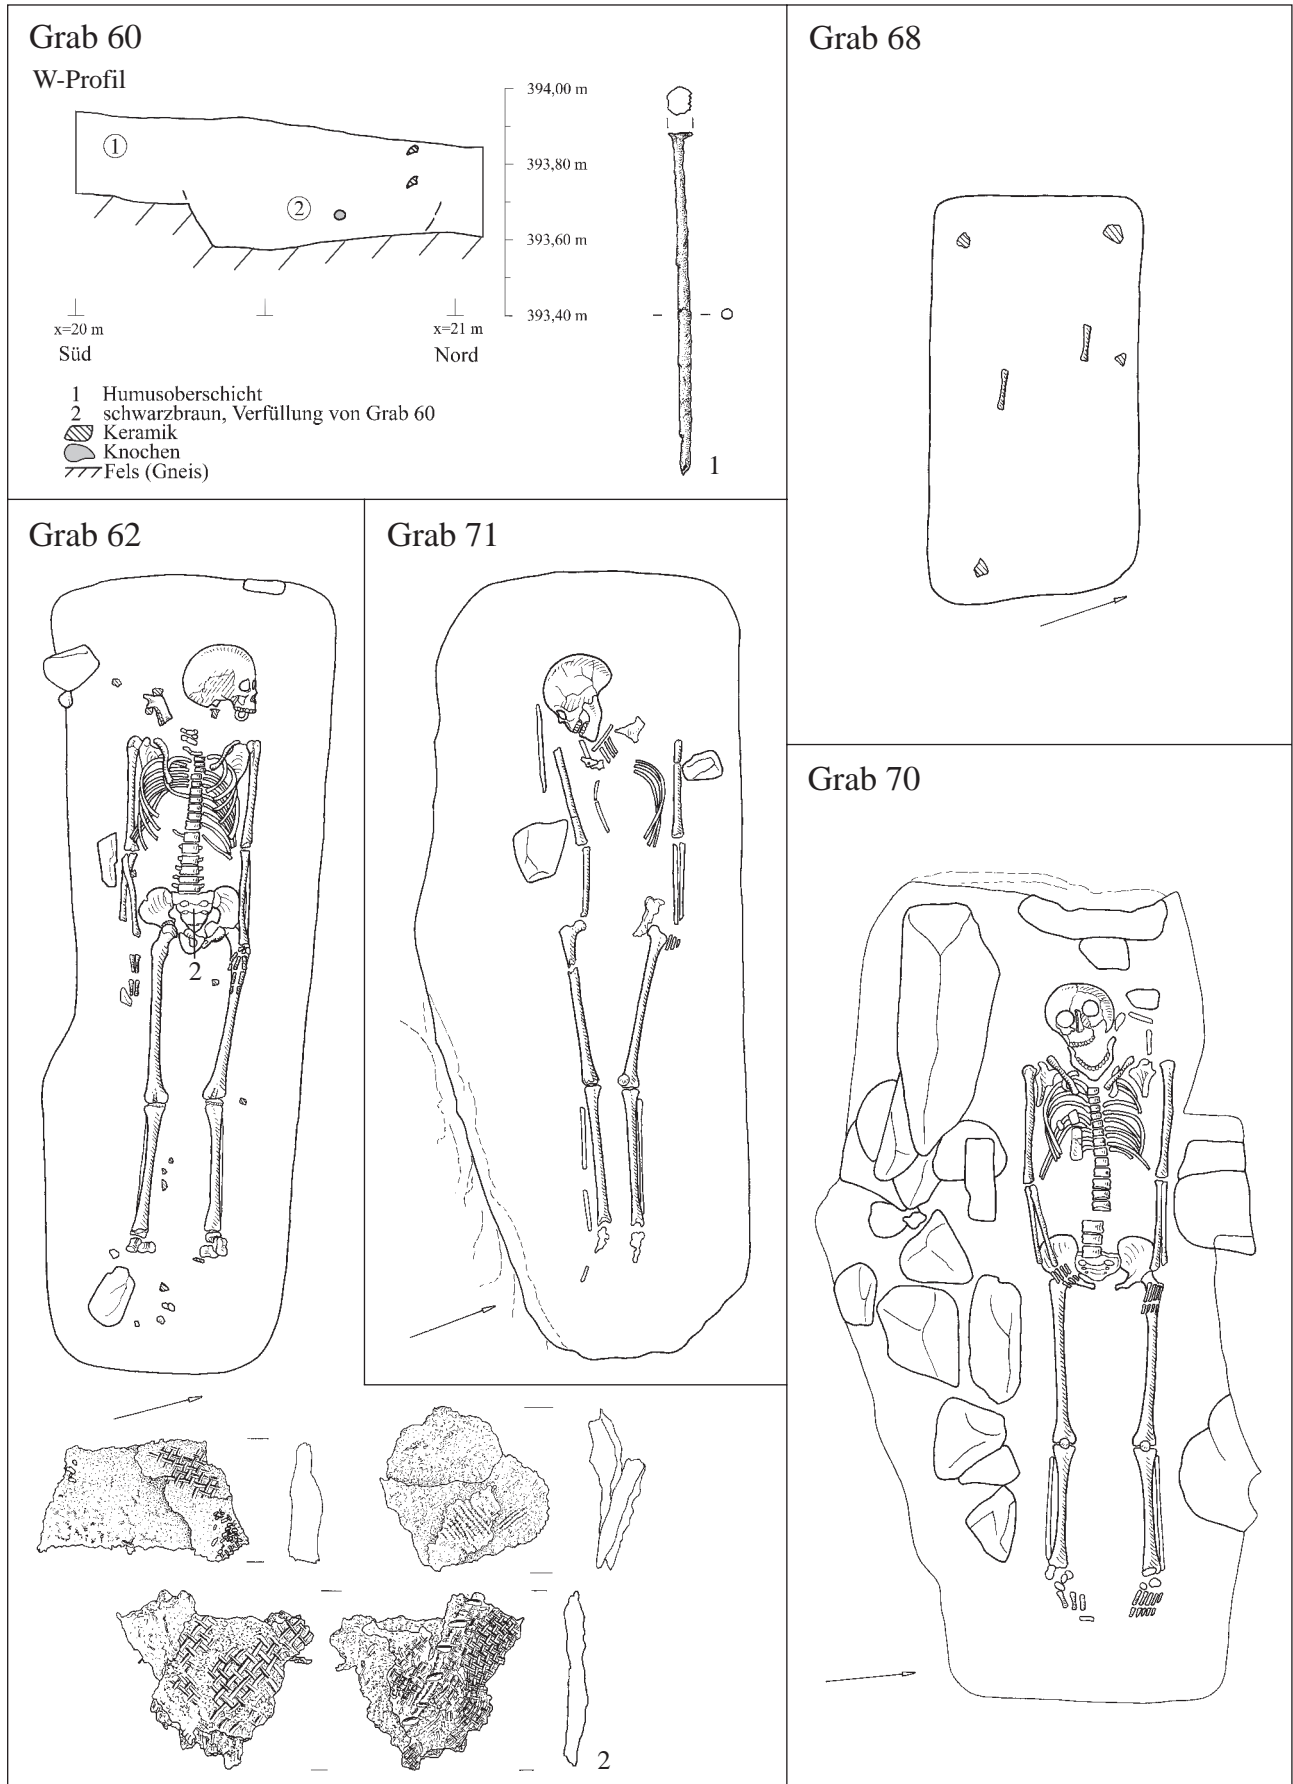 Grab 60
W-Profil
1
2
394,00 m
393,80 m
393,60 m
393,40 m
x=20 m
x=21 m
Süd
Nord
1 Humusoberschicht
2 schwarzbraun, Verfüllung von Grab 60
Keramik
Knochen
Fels (Gneis)
1
Grab 68
Grab 62
2
Grab 71
Grab 70
2